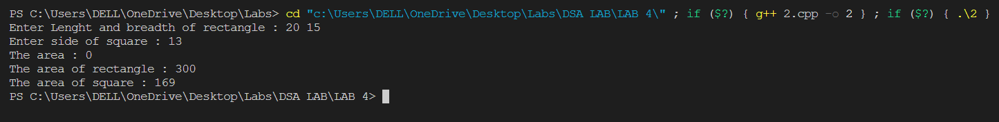 PS C:\Users\DELL\OneDrive\Desktop\Labs> cd "c:\Users\DELL\OneDrive\Desktop\Labs\DSA LAB\LAB 4\" ; if ($?) { g++ 2.cpp -o 2 } ; if ($?) { .\2 }
Enter Lenght and breadth of rectangle : 20 15
Enter side of square : 13
The area : 0
The area of rectangle : 300
The area of square : 169
PS C:\Users\DELL\OneDrive\Desktop\Labs\DSA LAB\LAB 4>